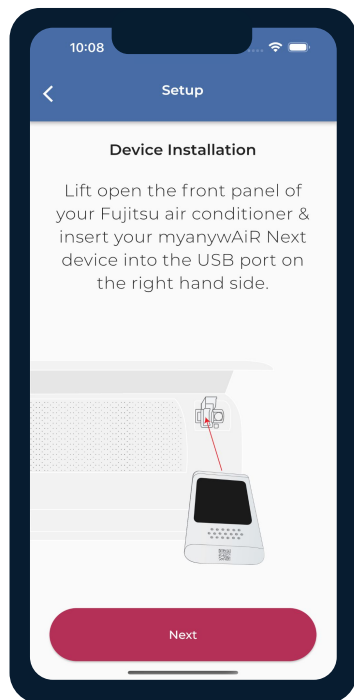 10:08
Setup
Device Installation
Lift open the front panel of
your Fujitsu air conditioner &
insert your myanywAiR Next
device into the USB port on
the right hand side.
Next